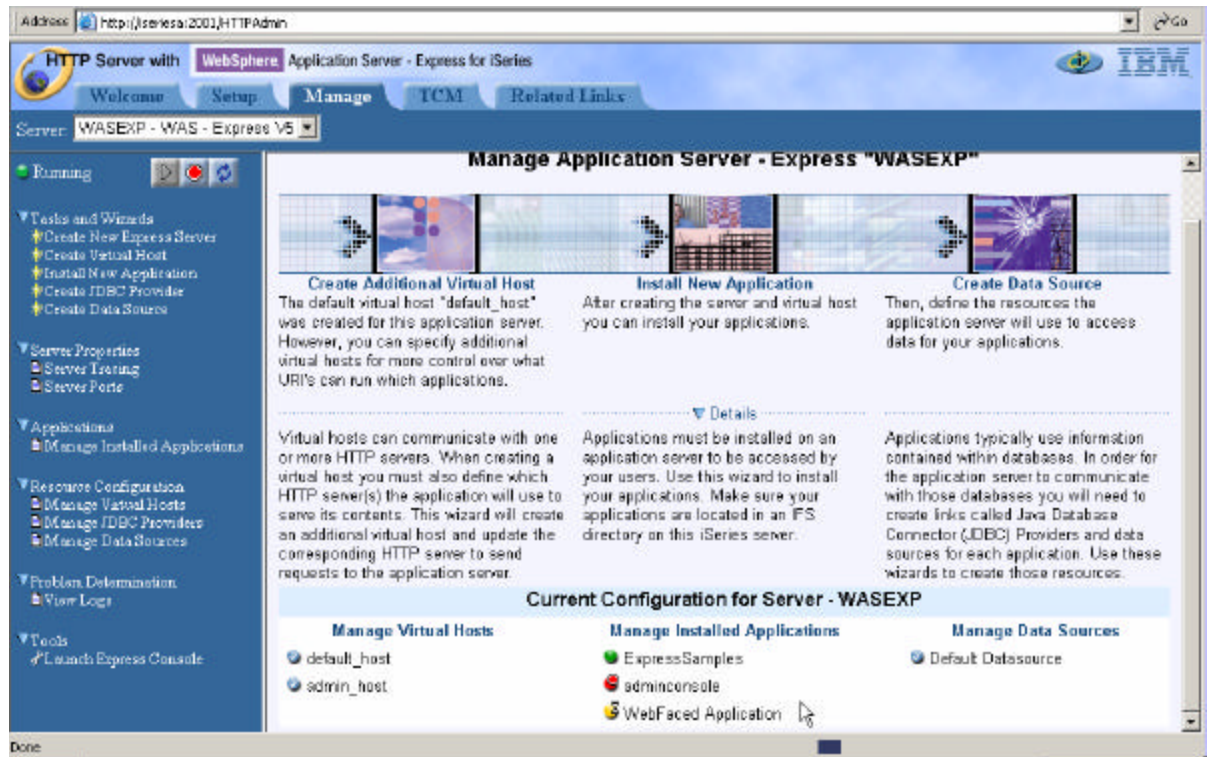 Address http://iseriesa:2001/HTTPAdmin Go
HTTP Server with WebSphere Application Server - Express for iSeries
IBM
Welcome Setup Manage TCM Related Links
Server: WASEXP - WAS - Express V5
Running
Tasks and Wizards
Create New Express Server
Create Virtual Host
Install New Application
Create JDBC Provider
Create Data Source
Server Properties
Server Tracing
Server Ports
Applications
Manage Installed Applications
Resource Configuration
Manage Virtual Hosts
Manage JDBC Providers
Manage Data Sources
Problem Determination
View Logs
Tools
Launch Express Console
Manage Application Server - Express "WASEXP"
Create Additional Virtual Host
The default virtual host "default_host"
was created for this application server.
However, you can specify additional
virtual hosts for more control over what
URI's can run which applications.
Install New Application
After creating the server and virtual host
you can install your applications.
Create Data Source
Then, define the resources the
application server will use to access
data for your applications.
Details
Virtual hosts can communicate with one
or more HTTP servers. When creating a
virtual host you must also define which
HTTP server(s) the application will use to
serve its contents. This wizard will create
an additional virtual host and update the
corresponding HTTP server to send
requests to the application server.
Applications must be installed on an
application server to be accessed by
your users. Use this wizard to install
your applications. Make sure your
applications are located in an IFS
directory on this iSeries server.
Applications typically use information
contained within databases. In order for
the application server to communicate
with those databases you will need to
create links called Java Database
Connector (JDBC) Providers and data
sources for each application. Use these
wizards to create those resources.
Current Configuration for Server - WASEXP
Manage Virtual Hosts
default_host
admin_host
Manage Installed Applications
ExpressSamples
adminconsole
WebFaced Application
Manage Data Sources
Default Datasource
Done